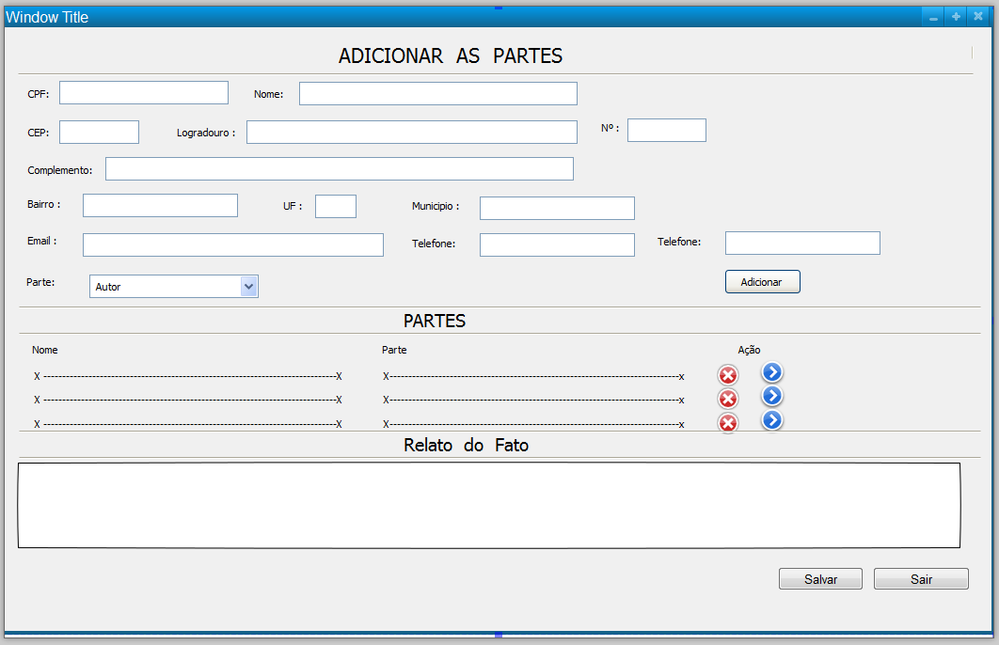 Window Title
ADICIONAR AS PARTES
CPF: Nome:
CEP: Logradouro : Nº :
Complemento:
Bairro : UF : Municipio :
Email : Telefone: Telefone:
Parte: Autor Adicionar
PARTES
Nome Parte Ação
X ------------------------------------------------------------------------------X X-----------------------------------------------------------------------------x
X ------------------------------------------------------------------------------X X-----------------------------------------------------------------------------x
X ------------------------------------------------------------------------------X X-----------------------------------------------------------------------------x
Relato do Fato
Salvar Sair